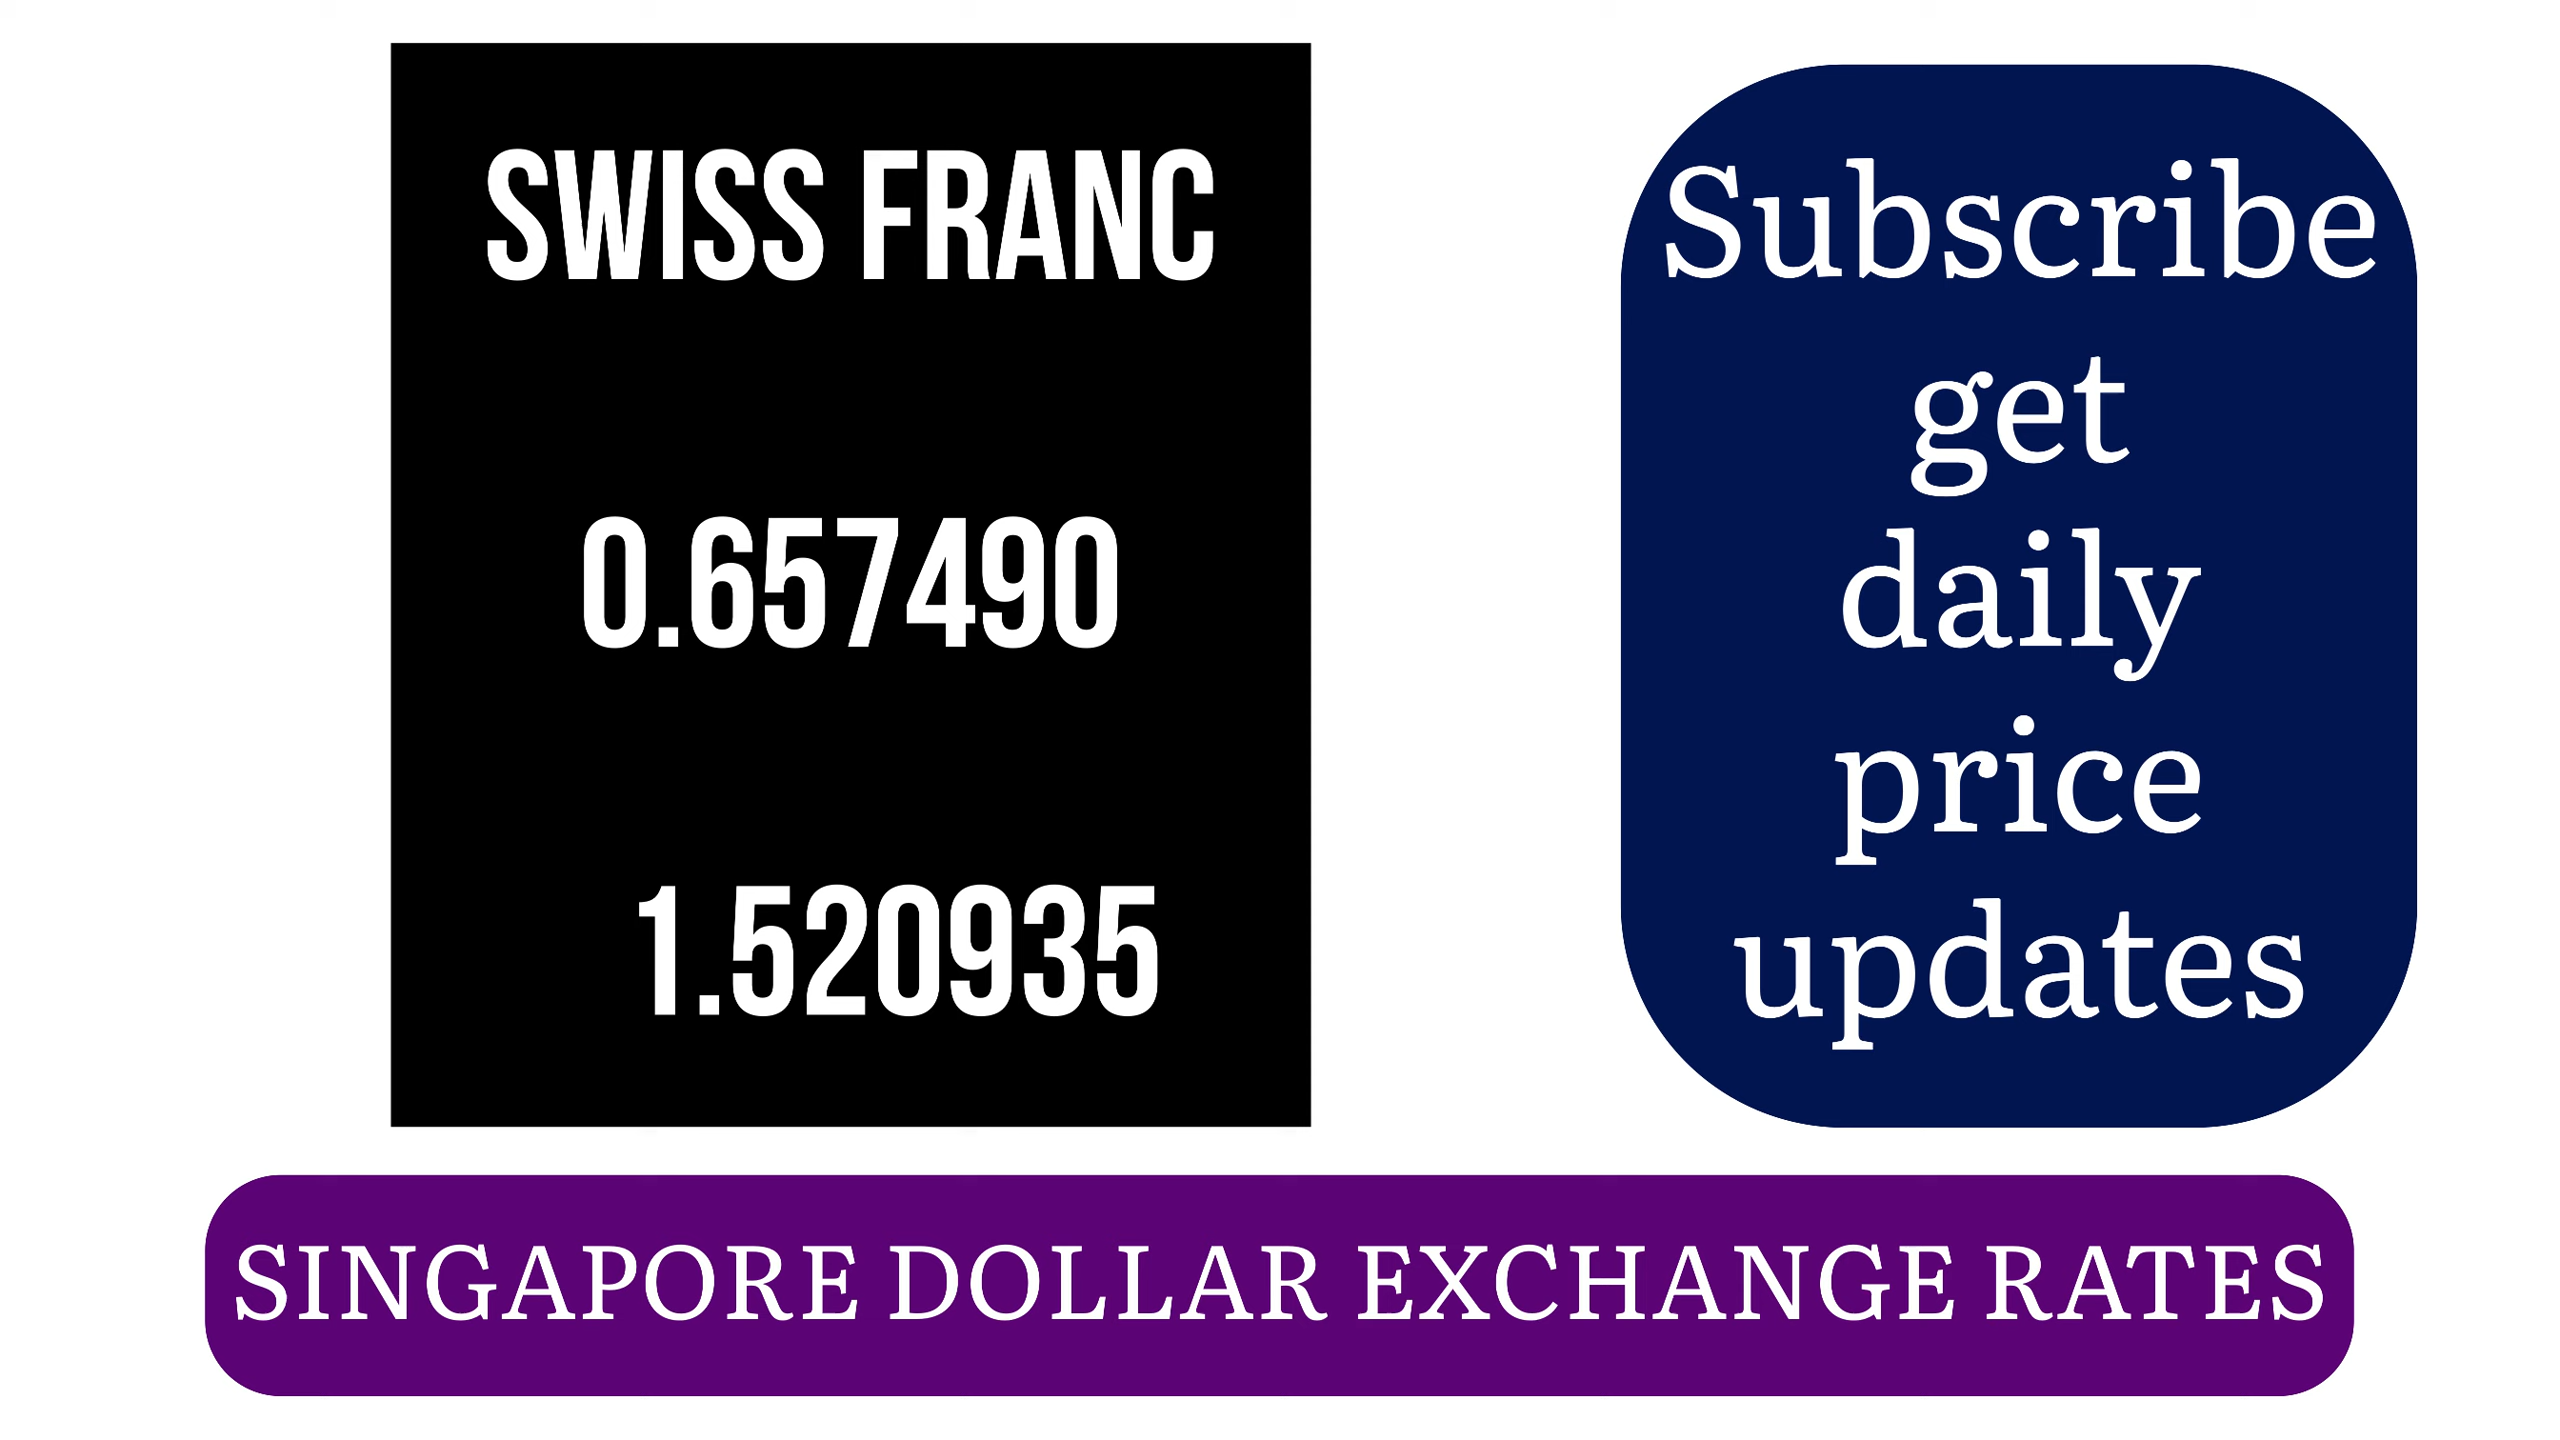 SWISS FRANC
0.657490
1.520935
Subscribe
get
daily
price
updates
SINGAPORE DOLLAR EXCHANGE RATES